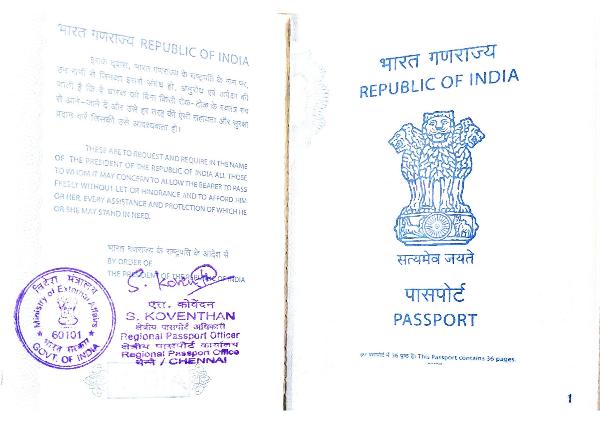 भारत गणराज्य REPUBLIC OF INDIA
इसके द्वारा, भारत गणराज्य के राष्ट्रपति के नाम पर,
उन सभी से जिनका इससे संबंध हो, अनुरोध एवं अपेक्षा की
जाती है कि वे धारक को बिना किसी रोक-टोक के स्वतंत्र रूप
से आने-जाने दें और उसे हर तरह की ऐसी सहायता और सुरक्षा
प्रदान करें जिसकी उसे आवश्यकता हो।
THESE ARE TO REQUEST AND REQUIRE IN THE NAME
OF THE PRESIDENT OF THE REPUBLIC OF INDIA ALL THOSE
TO WHOM IT MAY CONCERN TO ALLOW THE BEARER TO PASS
FREELY WITHOUT LET OR HINDRANCE AND TO AFFORD HIM
OR HER, EVERY ASSISTANCE AND PROTECTION OF WHICH HE
OR SHE MAY STAND IN NEED.
भारत गणराज्य के राष्ट्रपति के आदेश से
BY ORDER OF
THE PRESIDENT OF THE REPUBLIC OF INDIA
S. Koventhan
एस. कोवेंदन
S. KOVENTHAN
क्षेत्रीय पासपोर्ट अधिकारी
Regional Passport Officer
क्षेत्रीय पासपोर्ट कार्यालय
Regional Passport Office
चेन्नै / CHENNAI
विदेश मंत्रालय
Ministry of External Affairs
60101
भारत सरकार
GOVT. OF INDIA
भारत गणराज्य
REPUBLIC OF INDIA
सत्यमेव जयते
पासपोर्ट
PASSPORT
इस पासपोर्ट में 36 पृष्ठ हैं। This Passport contains 36 pages.
1